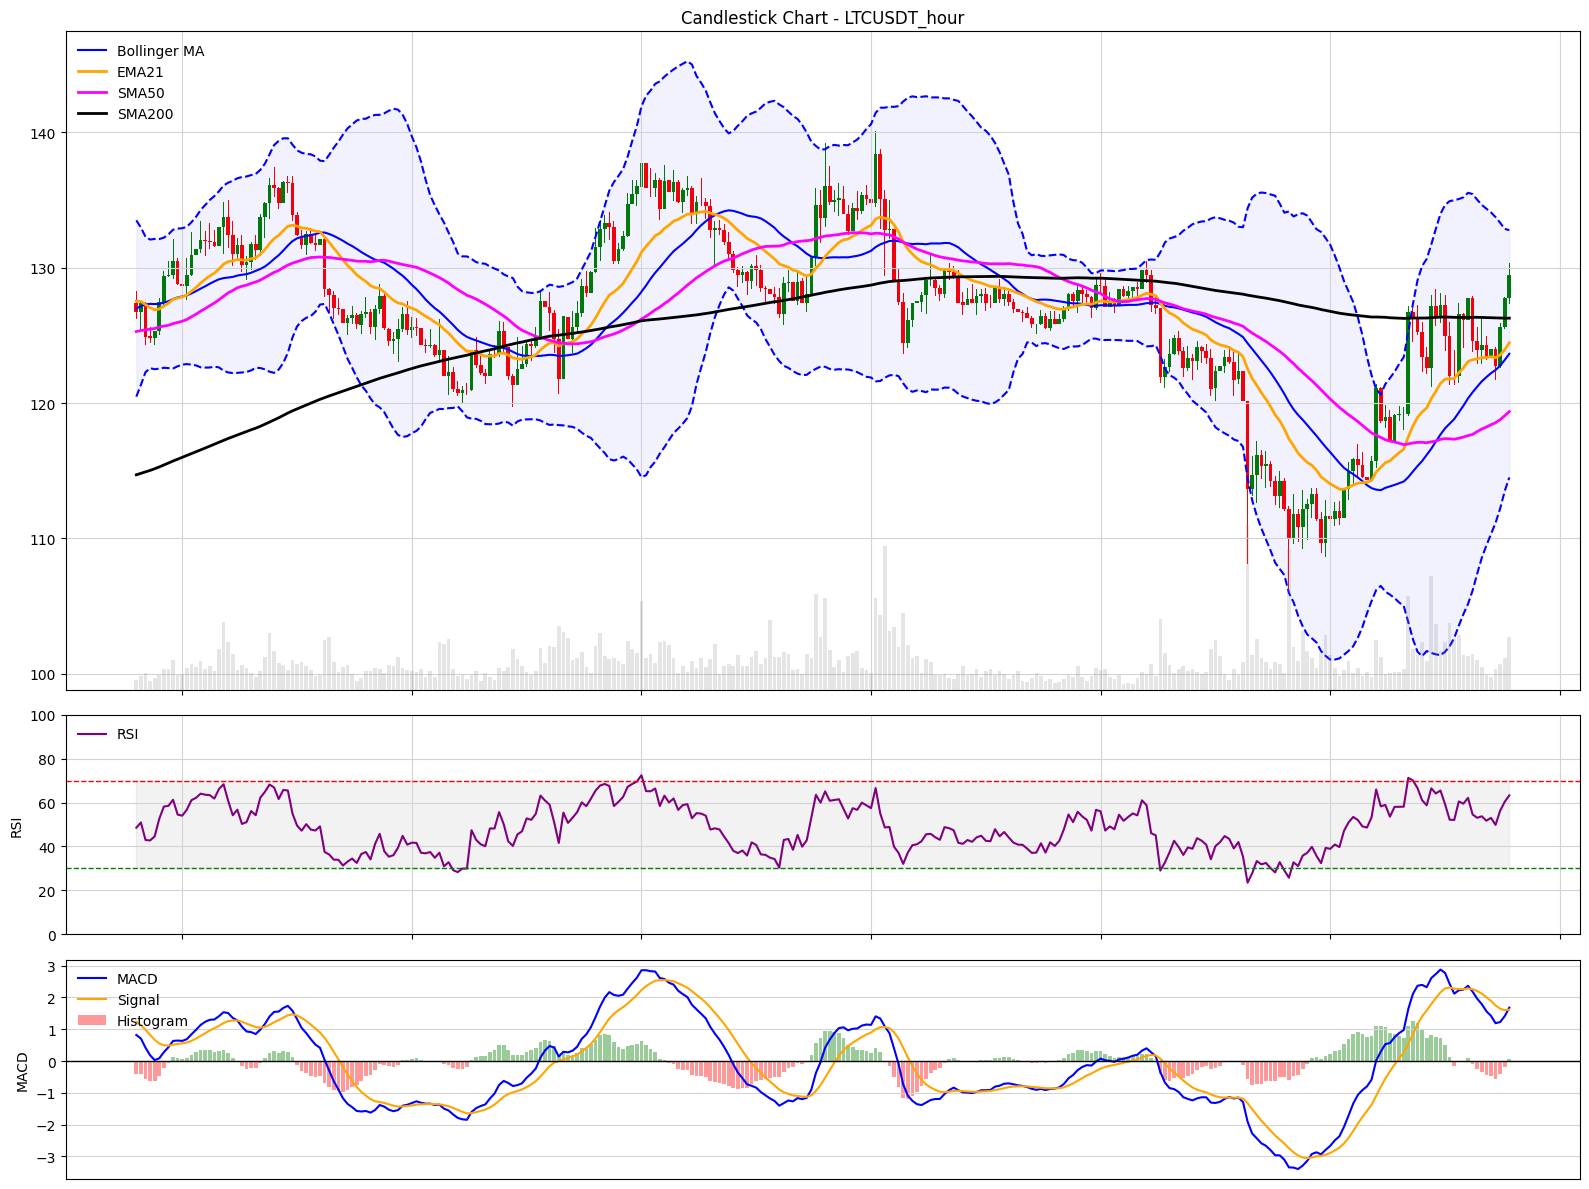 Candlestick Chart - LTCUSDT_hour
Bollinger MA
EMA21
SMA50
SMA200
140
130
120
110
100
RSI
100
80
60
40
20
0
RSI
MACD
Signal
Histogram
3
2
1
0
−1
−2
−3
MACD